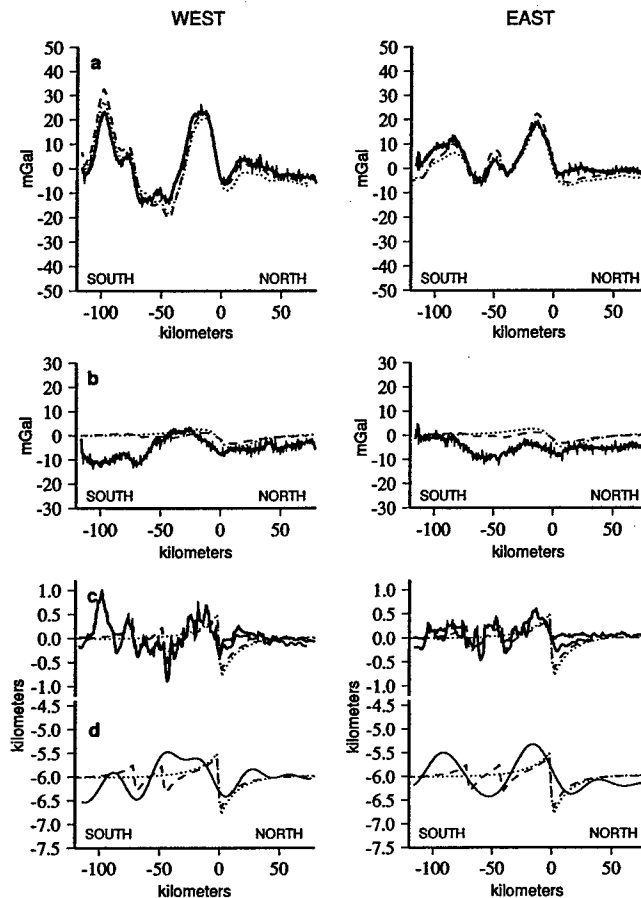 WEST EAST
a
50
40
30
20
10
0
-10
-20
-30
-40
-50
mGal
SOUTH NORTH
-100 -50 0 50
kilometers
50
40
30
20
10
0
-10
-20
-30
-40
-50
mGal
SOUTH NORTH
-100 -50 0 50
kilometers
b
30
20
10
0
-10
-20
-30
mGal
SOUTH NORTH
-100 -50 0 50
kilometers
30
20
10
0
-10
-20
-30
mGal
SOUTH NORTH
-100 -50 0 50
kilometers
c
1.0
0.5
0.0
-0.5
-1.0
kilometers
d
-4.5
-5.0
-5.5
-6.0
-6.5
-7.0
-7.5
SOUTH NORTH
-100 -50 0 50
kilometers
1.0
0.5
0.0
-0.5
-1.0
kilometers
-4.5
-5.0
-5.5
-6.0
-6.5
-7.0
-7.5
SOUTH NORTH
-100 -50 0 50
kilometers